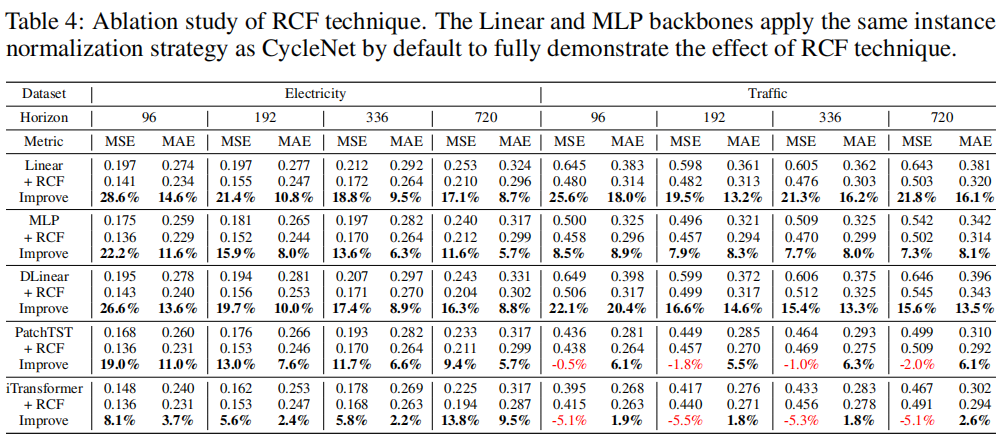 Table 4: Ablation study of RCF technique. The Linear and MLP backbones apply the same instance
normalization strategy as CycleNet by default to fully demonstrate the effect of RCF technique.
Dataset Electricity Traffic
Horizon 96 192 336 720 96 192 336 720
Metric MSE MAE MSE MAE MSE MAE MSE MAE MSE MAE MSE MAE MSE MAE MSE MAE
Linear 0.197 0.274 0.197 0.277 0.212 0.292 0.253 0.324 0.645 0.383 0.598 0.361 0.605 0.362 0.643 0.381
+ RCF 0.141 0.234 0.155 0.247 0.172 0.264 0.210 0.296 0.480 0.314 0.482 0.313 0.476 0.303 0.503 0.320
Improve 28.6% 14.6% 21.4% 10.8% 18.8% 9.5% 17.1% 8.7% 25.6% 18.0% 19.5% 13.2% 21.3% 16.2% 21.8% 16.1%
MLP 0.175 0.259 0.181 0.265 0.197 0.282 0.240 0.317 0.500 0.325 0.496 0.321 0.509 0.325 0.542 0.342
+ RCF 0.136 0.229 0.152 0.244 0.170 0.264 0.212 0.299 0.458 0.296 0.457 0.294 0.470 0.299 0.502 0.314
Improve 22.2% 11.6% 15.9% 8.0% 13.6% 6.3% 11.6% 5.7% 8.5% 8.9% 7.9% 8.3% 7.7% 8.0% 7.3% 8.1%
DLinear 0.195 0.278 0.194 0.281 0.207 0.297 0.243 0.331 0.649 0.398 0.599 0.372 0.606 0.375 0.646 0.396
+ RCF 0.143 0.240 0.156 0.253 0.171 0.270 0.204 0.302 0.506 0.317 0.499 0.317 0.512 0.325 0.545 0.343
Improve 26.6% 13.6% 19.7% 10.0% 17.4% 8.9% 16.3% 8.8% 22.1% 20.4% 16.6% 14.6% 15.4% 13.3% 15.6% 13.5%
PatchTST 0.168 0.260 0.176 0.266 0.193 0.282 0.233 0.317 0.436 0.281 0.449 0.285 0.464 0.293 0.499 0.310
+ RCF 0.136 0.231 0.153 0.246 0.170 0.264 0.211 0.299 0.438 0.264 0.457 0.269 0.469 0.275 0.509 0.292
Improve 19.0% 11.0% 13.0% 7.6% 11.7% 6.6% 9.4% 5.7% -0.5% 6.1% -1.8% 5.5% -1.0% 6.3% -2.0% 6.1%
iTransformer 0.148 0.240 0.162 0.253 0.178 0.269 0.225 0.317 0.395 0.268 0.417 0.276 0.433 0.283 0.467 0.302
+ RCF 0.136 0.231 0.153 0.247 0.168 0.263 0.194 0.287 0.415 0.263 0.440 0.271 0.456 0.278 0.491 0.294
Improve 8.1% 3.7% 5.6% 2.4% 5.8% 2.2% 13.8% 9.5% -5.1% 1.9% -5.5% 1.8% -5.3% 1.8% -5.1% 2.6%